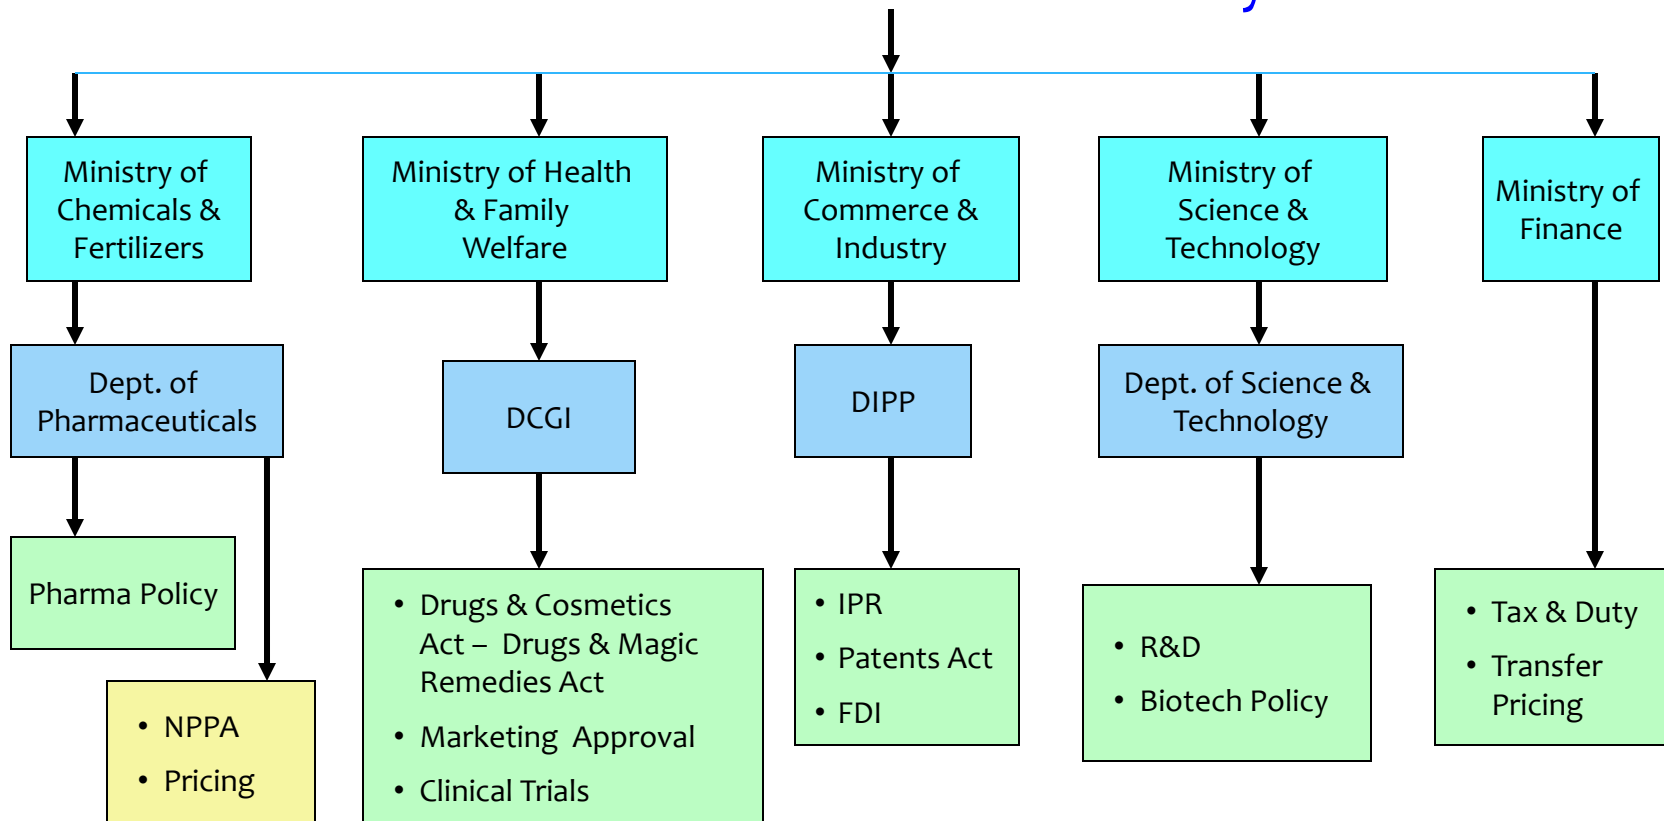 Ministry of
Chemicals &
Fertilizers
Ministry of Health
& Family
Welfare
Ministry of
Commerce &
Industry
Ministry of
Science &
Technology
Ministry of
Finance
Dept. of
Pharmaceuticals
DCGI
DIPP
Dept. of Science &
Technology
Pharma Policy
• NPPA
• Pricing
• Drugs & Cosmetics
Act – Drugs & Magic
Remedies Act
• Marketing Approval
• Clinical Trials
• IPR
• Patents Act
• FDI
• R&D
• Biotech Policy
• Tax & Duty
• Transfer
Pricing